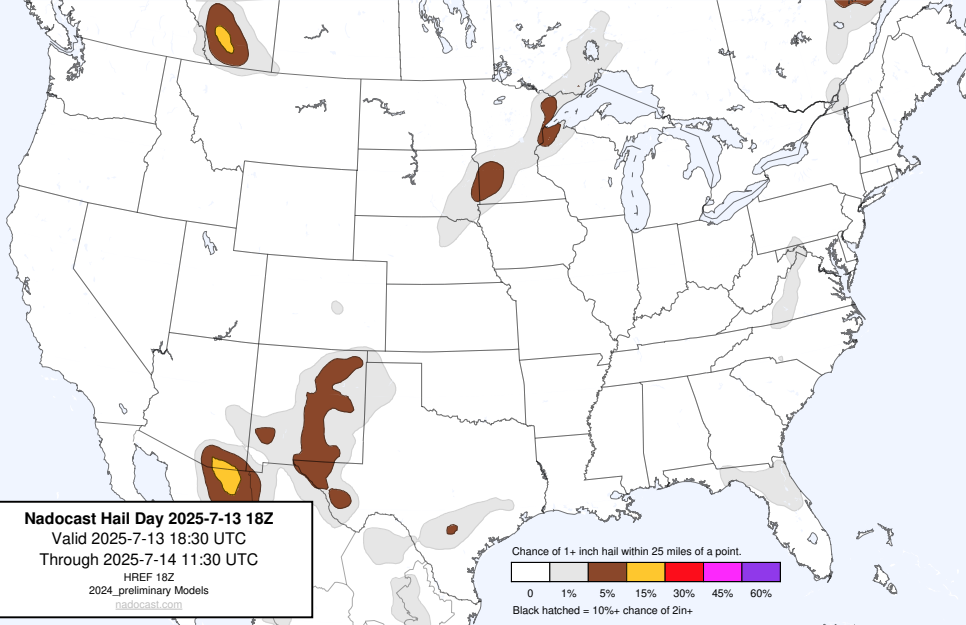 Nadocast Hail Day 2025-7-13 18Z
Valid 2025-7-13 18:30 UTC
Through 2025-7-14 11:30 UTC
HREF 18Z
2024_preliminary Models
nadocast.com
Chance of 1+ inch hail within 25 miles of a point.
0 1% 5% 15% 30% 45% 60%
Black hatched = 10%+ chance of 2in+